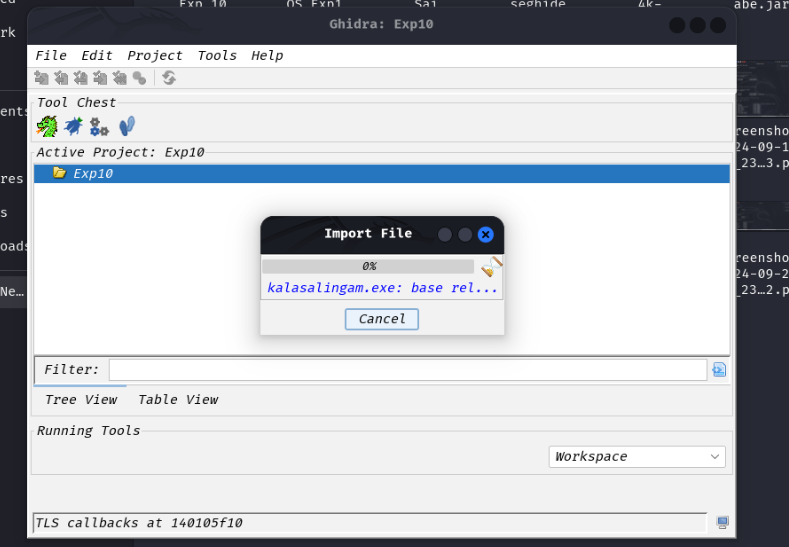 Exp 10 OS Exp1 Sai seghide 4k- abe.jar
Ghidra: Exp10
rk
File Edit Project Tools Help
Tool Chest
ents
reensho
24-09-1
Active Project: Exp10
_23...3.p
Exp10
res
s
Import File
oads
reensho
0%
24-09-2
kalasalingam.exe: base rel...
Ne...
_23...2.p
Cancel
Filter:
Tree View Table View
Running Tools
Workspace
TLS callbacks at 140105f10